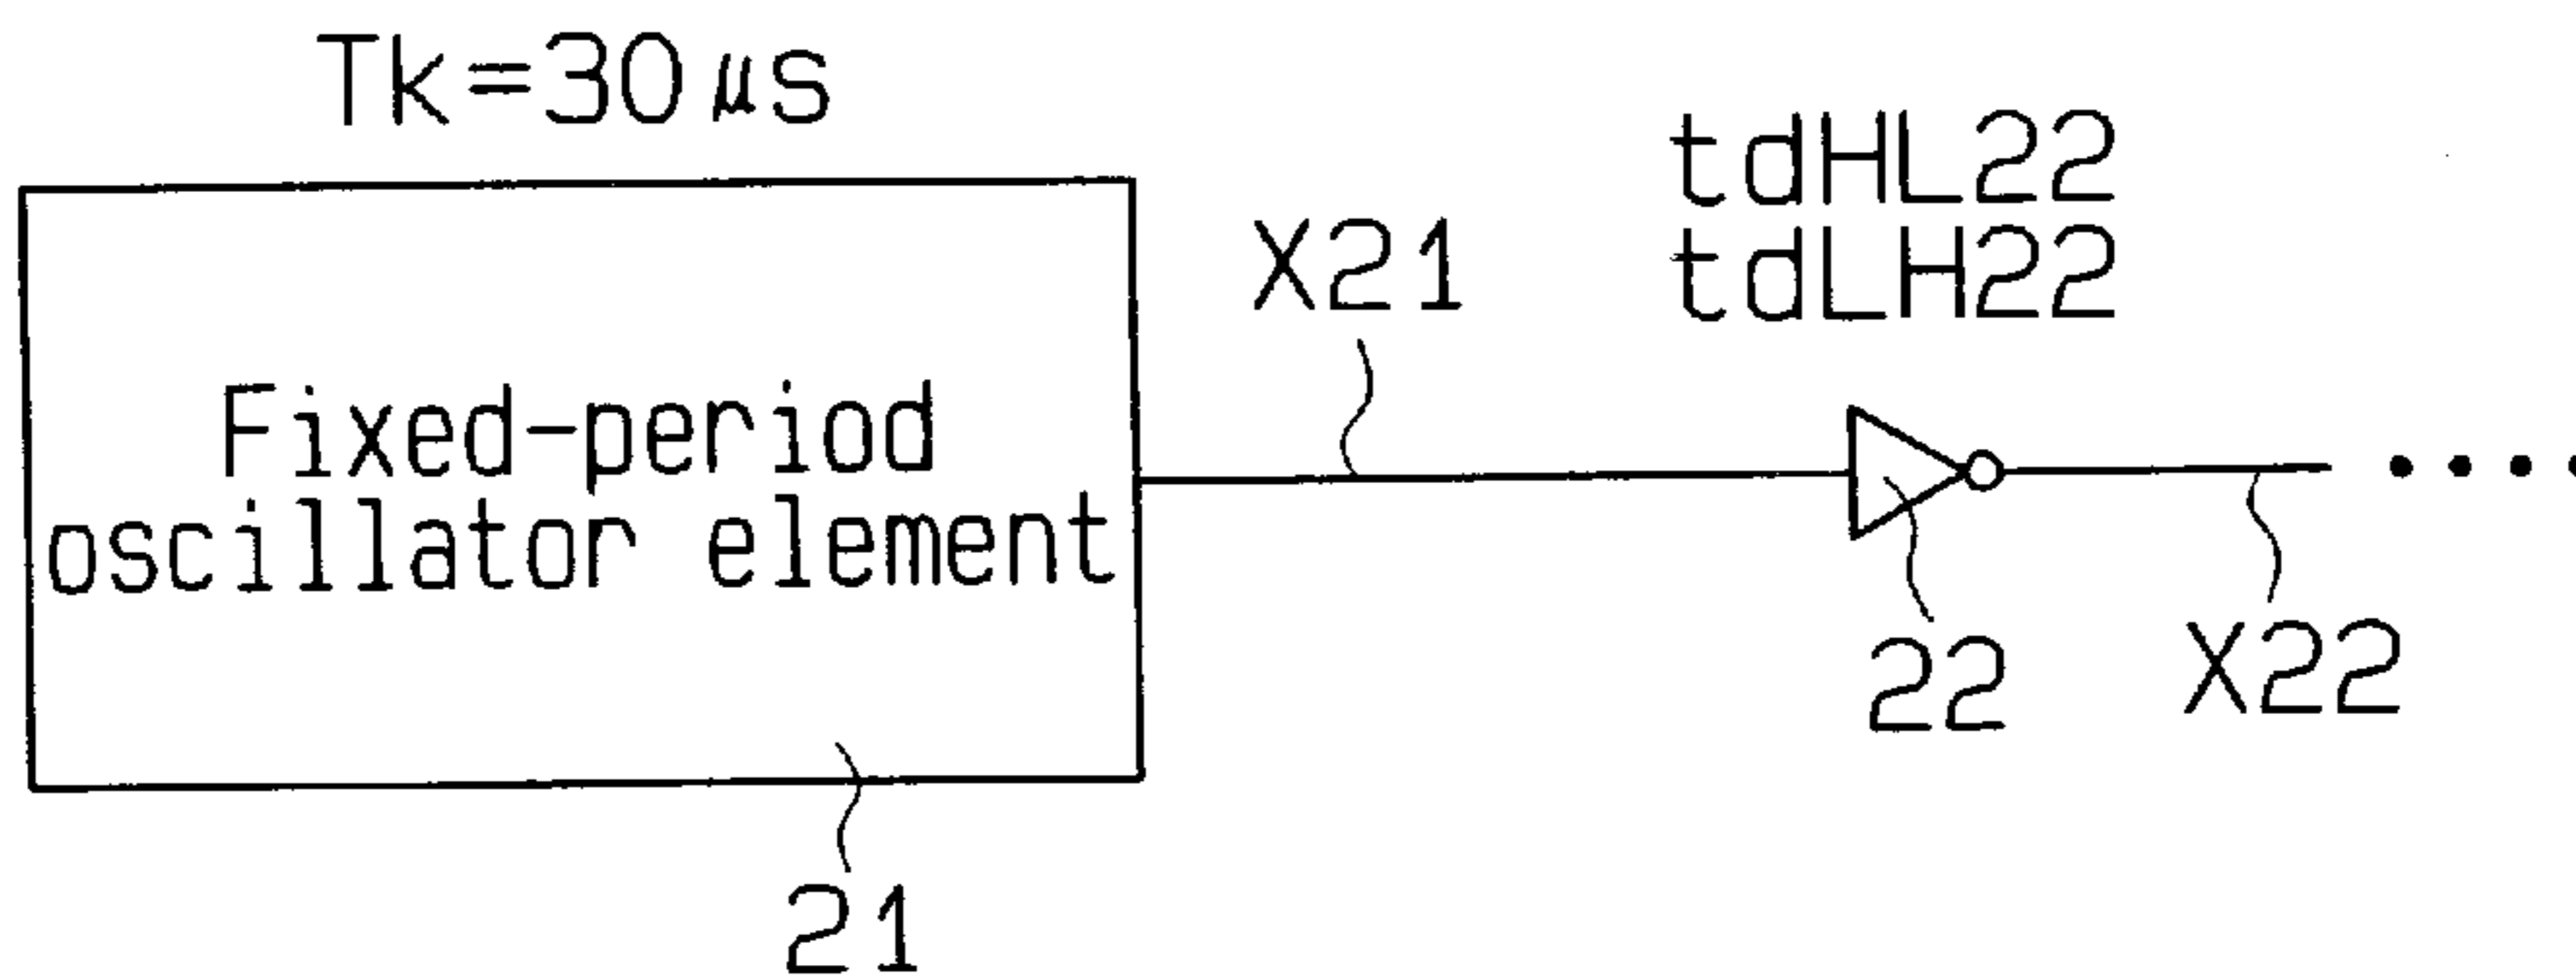 Tk=30μs
tdHL22
tdLH22
X21
Fixed-period
oscillator element
22
X22
21